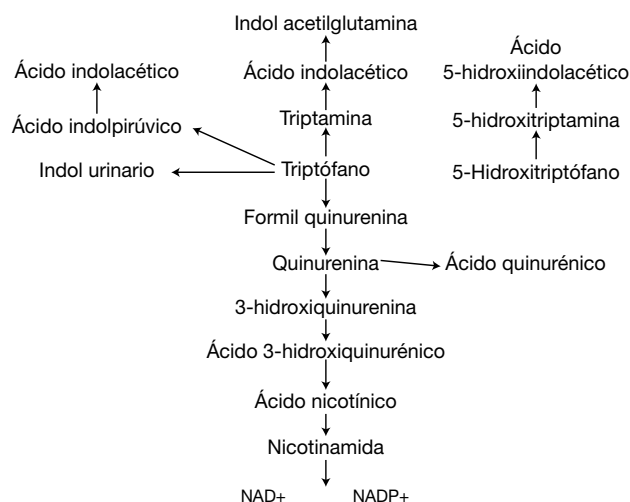 Indol acetilglutamina
Ácido indolacético
Ácido indolacético
Ácido
5-hidroxiindolacético
Ácido indolpirúvico
Triptamina
5-hidroxitriptamina
Indol urinario
Triptófano
5-Hidroxitriptófano
Formil quinurenina
Quinurenina
Ácido quinurénico
3-hidroxiquinurenina
Ácido 3-hidroxiquinurénico
Ácido nicotínico
Nicotinamida
NAD+
NADP+